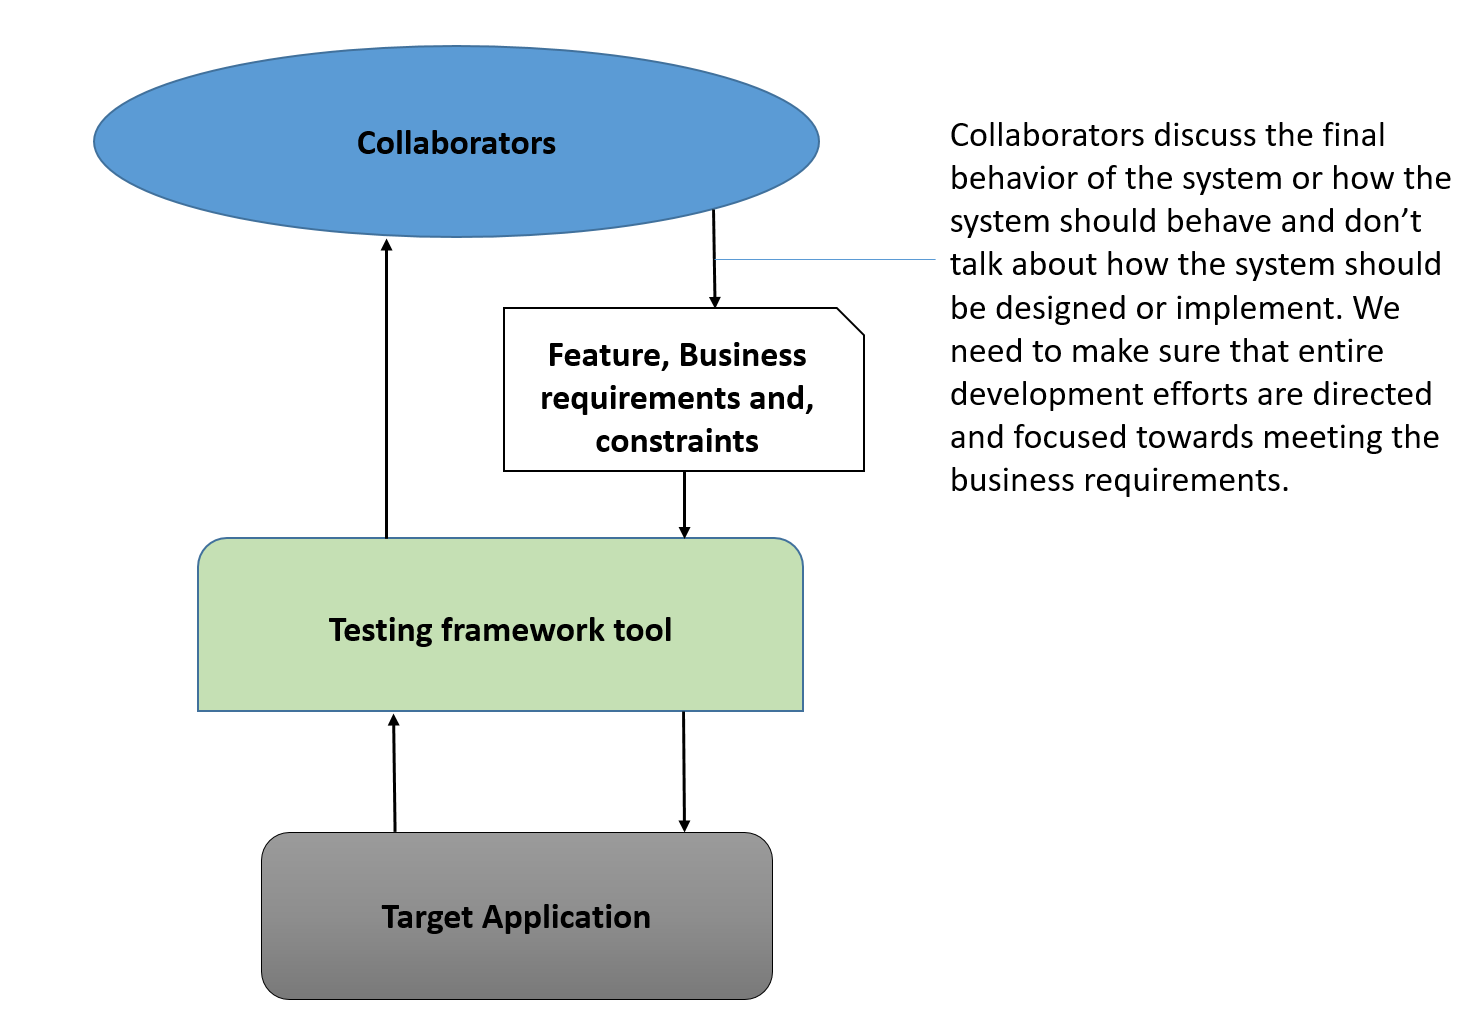 Collaborators
Collaborators discuss the final
behavior of the system or how the
system should behave and don’t
talk about how the system should
be designed or implement. We
need to make sure that entire
development efforts are directed
and focused towards meeting the
business requirements.
Feature, Business
requirements and,
constraints
Testing framework tool
Target Application